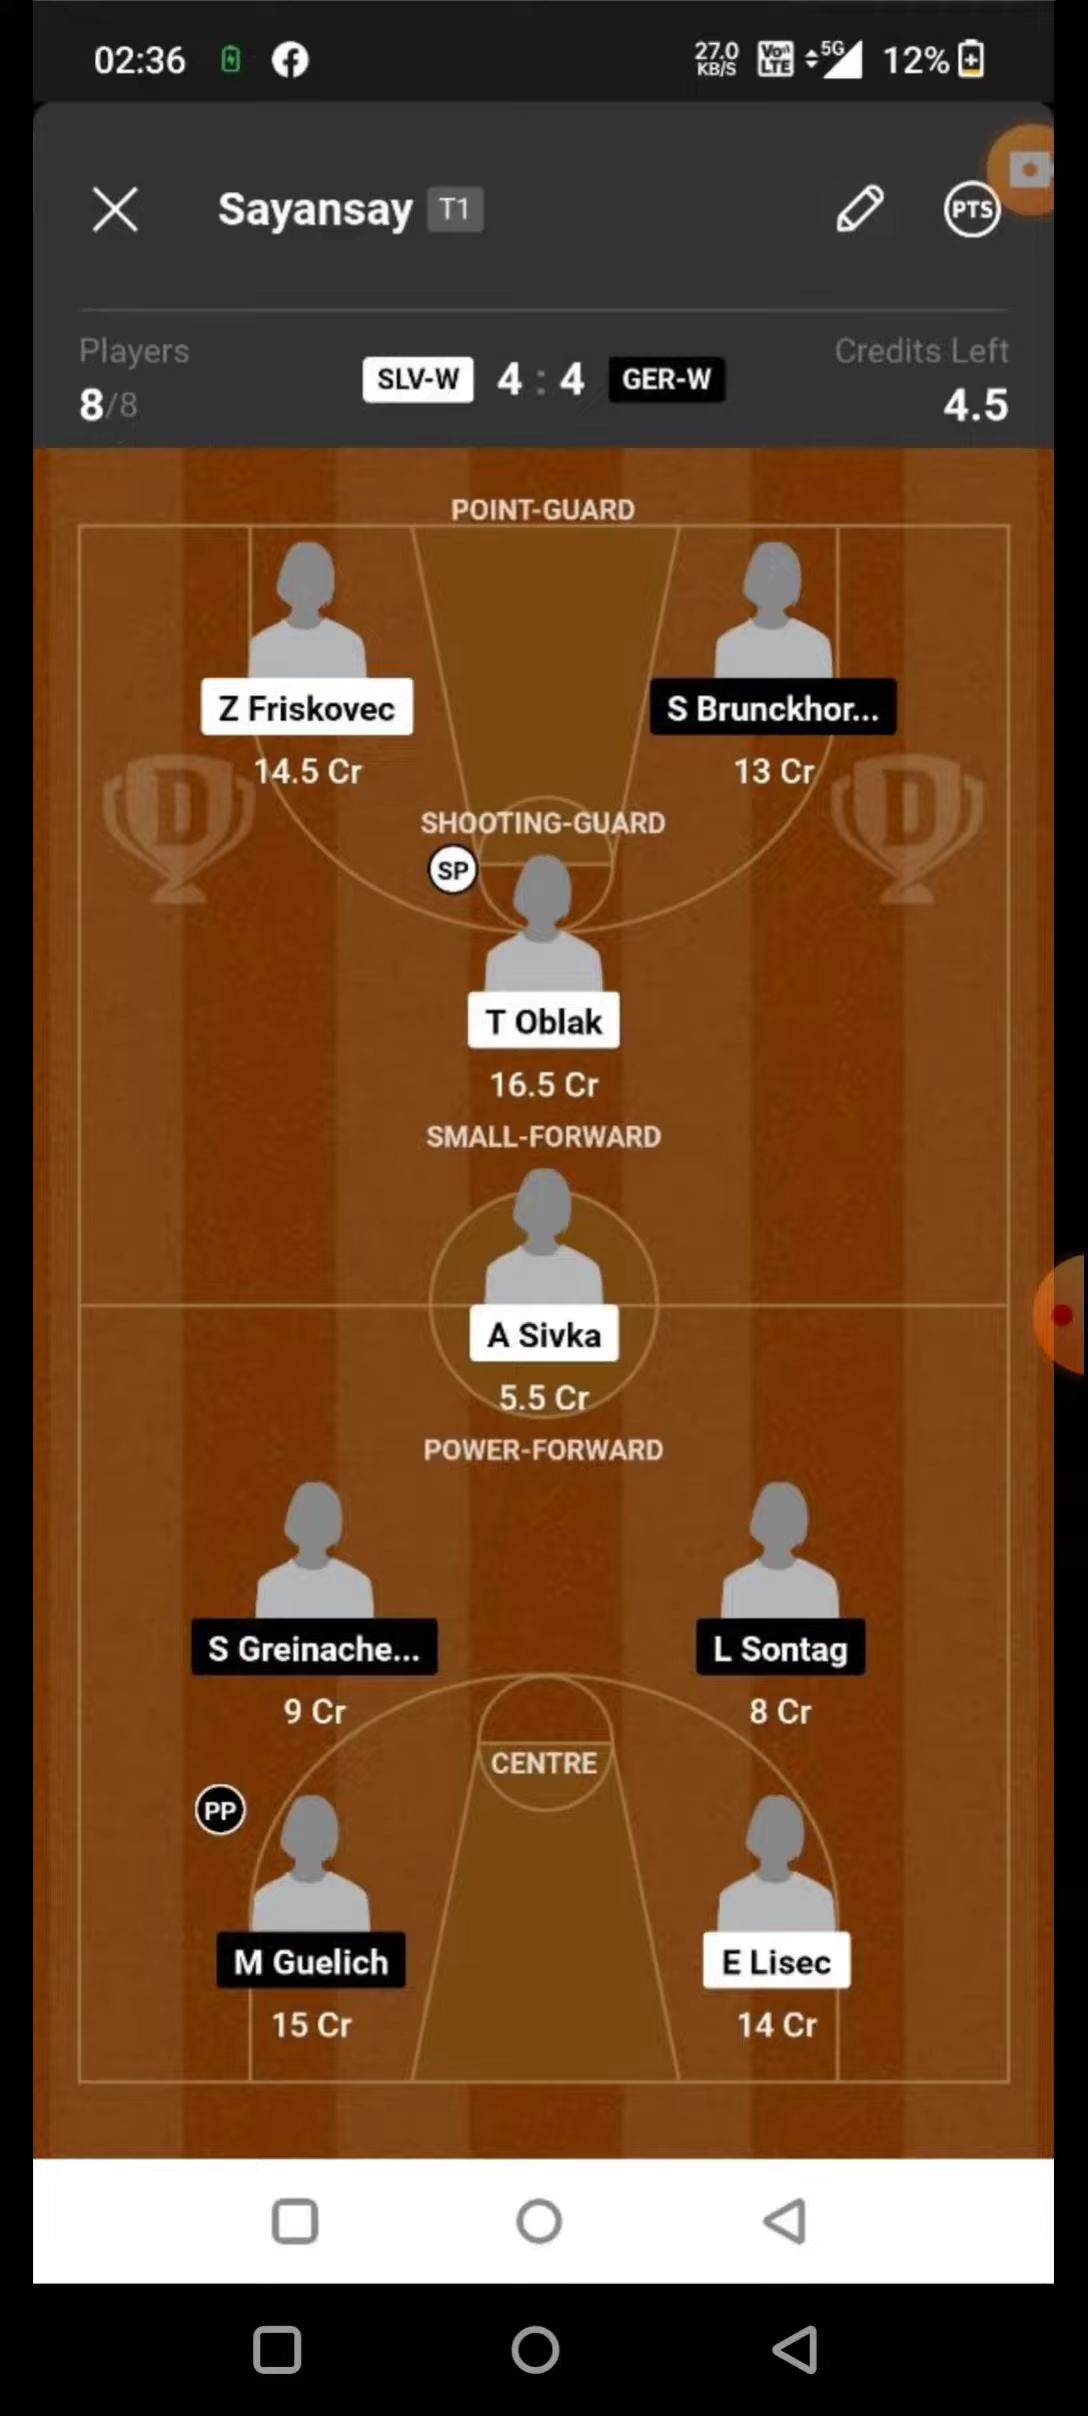 02:36 27.0 KB/S VoLTE 5G 12%
Sayansay T1 PTS
Players Credits Left
8/8 SLV-W 4 : 4 GER-W 4.5
POINT-GUARD
Z Friskovec S Brunckhor...
14.5 Cr 13 Cr
D D
SHOOTING-GUARD
SP
T Oblak
16.5 Cr
SMALL-FORWARD
A Sivka
5.5 Cr
POWER-FORWARD
S Greinache... L Sontag
9 Cr 8 Cr
CENTRE
PP
M Guelich E Lisec
15 Cr 14 Cr